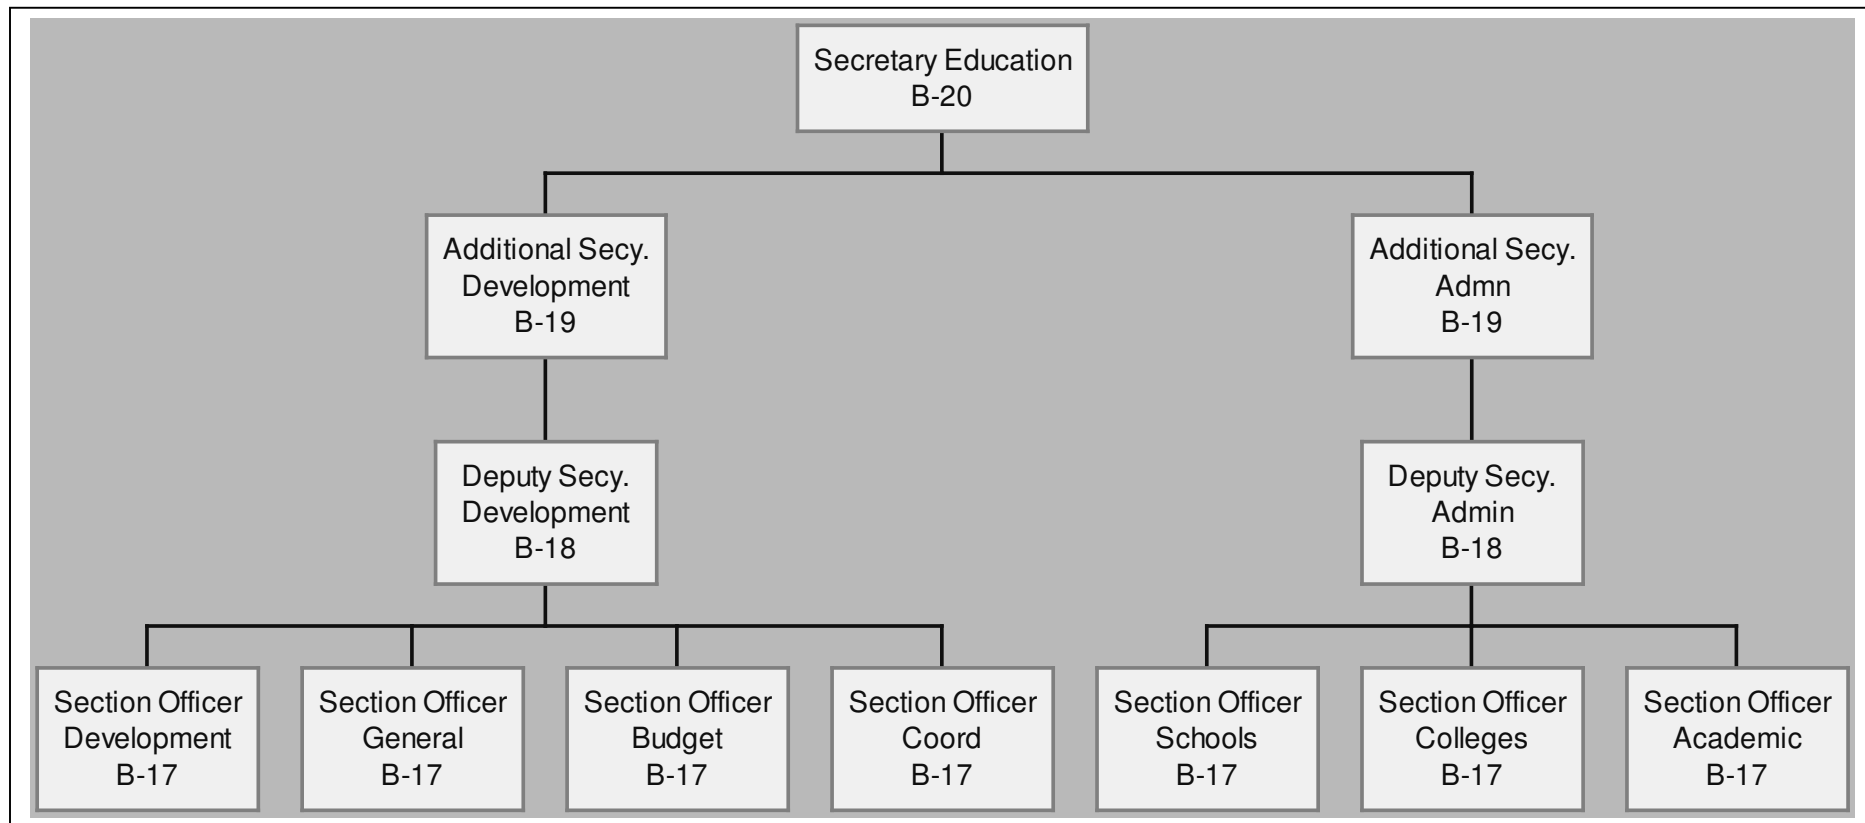 Secretary Education
B-20
Additional Secy.
Development
B-19
Additional Secy.
Admn
B-19
Deputy Secy.
Development
B-18
Deputy Secy.
Admin
B-18
Section Officer
Development
B-17
Section Officer
General
B-17
Section Officer
Budget
B-17
Section Officer
Coord
B-17
Section Officer
Schools
B-17
Section Officer
Colleges
B-17
Section Officer
Academic
B-17